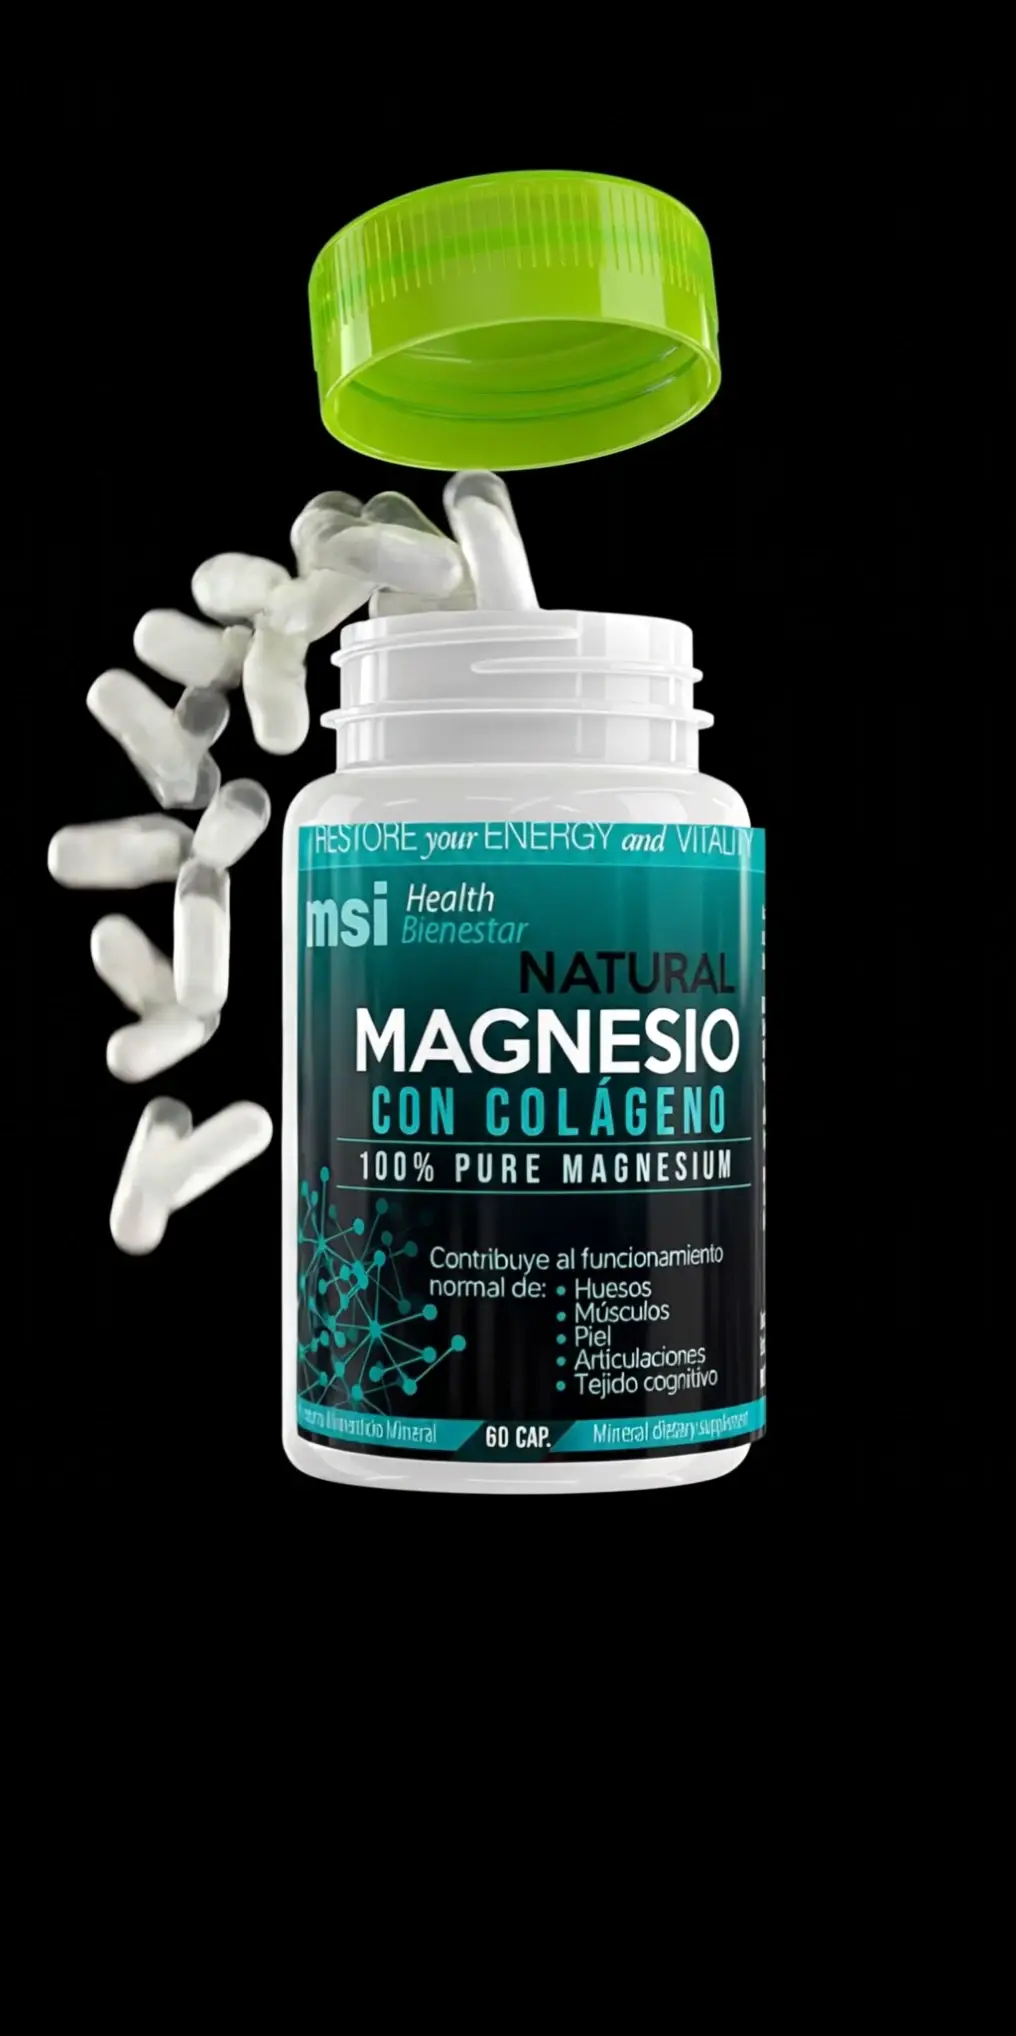 RESTORE your ENERGY and VITALITY
msi Health
Bienestar
NATURAL
MAGNESIO
CON COLÁGENO
100% PURE MAGNESIUM
Contribuye al funcionamiento
normal de: • Huesos
• Músculos
• Piel
• Articulaciones
• Tejido cognitivo
Mineral 60 CAP. Mineral dietary supplement